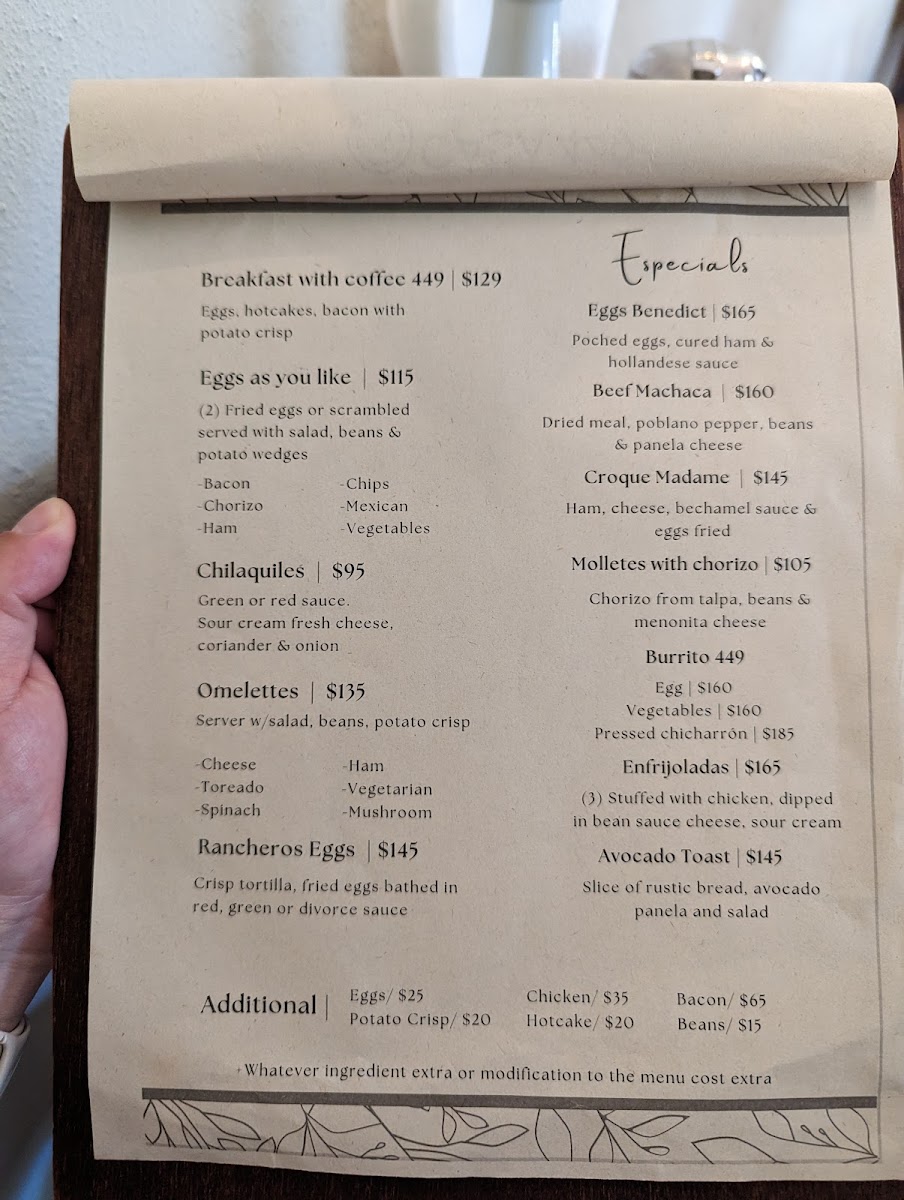 Breakfast with coffee 449 | $129
Eggs, hotcakes, bacon with
potato crisp
Eggs as you like | $115
(2) Fried eggs or scrambled
served with salad, beans &
potato wedges
-Bacon -Chips
-Chorizo -Mexican
-Ham -Vegetables
Chilaquiles | $95
Green or red sauce.
Sour cream fresh cheese,
coriander & onion
Omelettes | $135
Server w/salad, beans, potato crisp
-Cheese -Ham
-Toreado -Vegetarian
-Spinach -Mushroom
Rancheros Eggs | $145
Crisp tortilla, fried eggs bathed in
red, green or divorce sauce
Especials
Eggs Benedict | $165
Poched eggs, cured ham &
hollandese sauce
Beef Machaca | $160
Dried meal, poblano pepper, beans
& panela cheese
Croque Madame | $145
Ham, cheese, bechamel sauce &
eggs fried
Molletes with chorizo | $105
Chorizo from talpa, beans &
menonita cheese
Burrito 449
Egg | $160
Vegetables | $160
Pressed chicharrón | $185
Enfrijoladas | $165
(3) Stuffed with chicken, dipped
in bean sauce cheese, sour cream
Avocado Toast | $145
Slice of rustic bread, avocado
panela and salad
Additional |
Eggs/ $25 Chicken/ $35 Bacon/ $65
Potato Crisp/ $20 Hotcake/ $20 Beans/ $15
+Whatever ingredient extra or modification to the menu cost extra